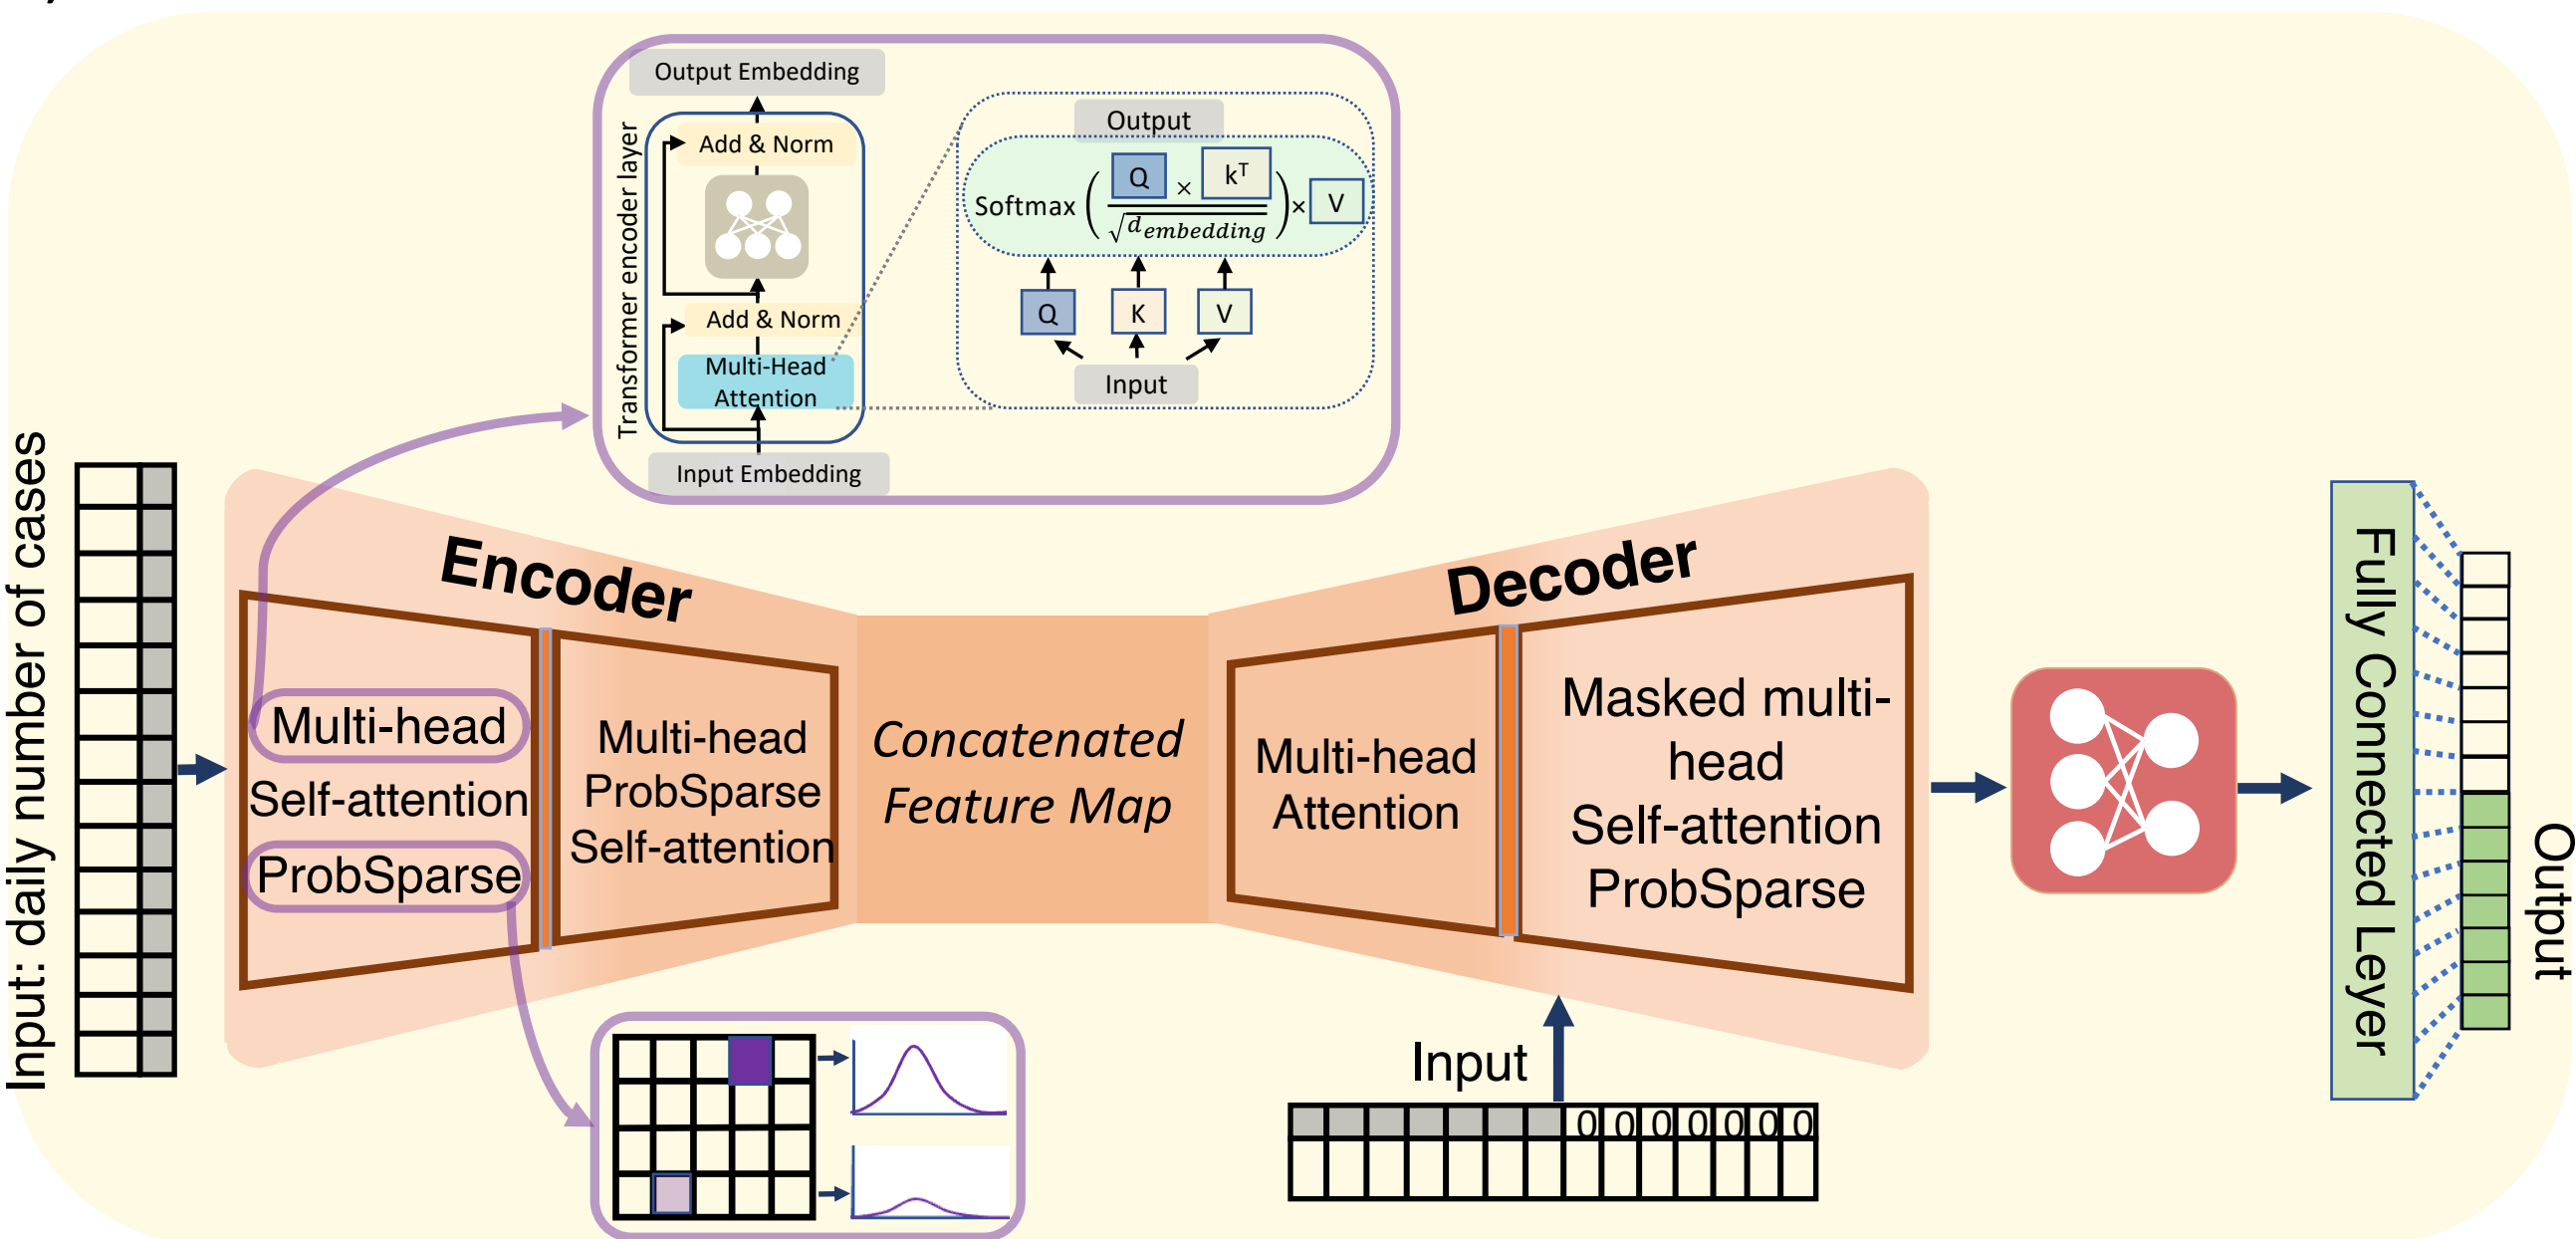 Output Embedding
Transformer encoder layer
Add & Norm
Add & Norm
Multi-Head
Attention
Input Embedding
Output
Softmax ( Q × kᵀ / √d_embedding ) × V
Q K V
Input
Input: daily number of cases
Encoder
Multi-head
Self-attention
ProbSparse
Multi-head
ProbSparse
Self-attention
Concatenated
Feature Map
Decoder
Multi-head
Attention
Masked multi-
head
Self-attention
ProbSparse
Input
0 0 0 0 0 0 0
Fully Connected Leyer
Output